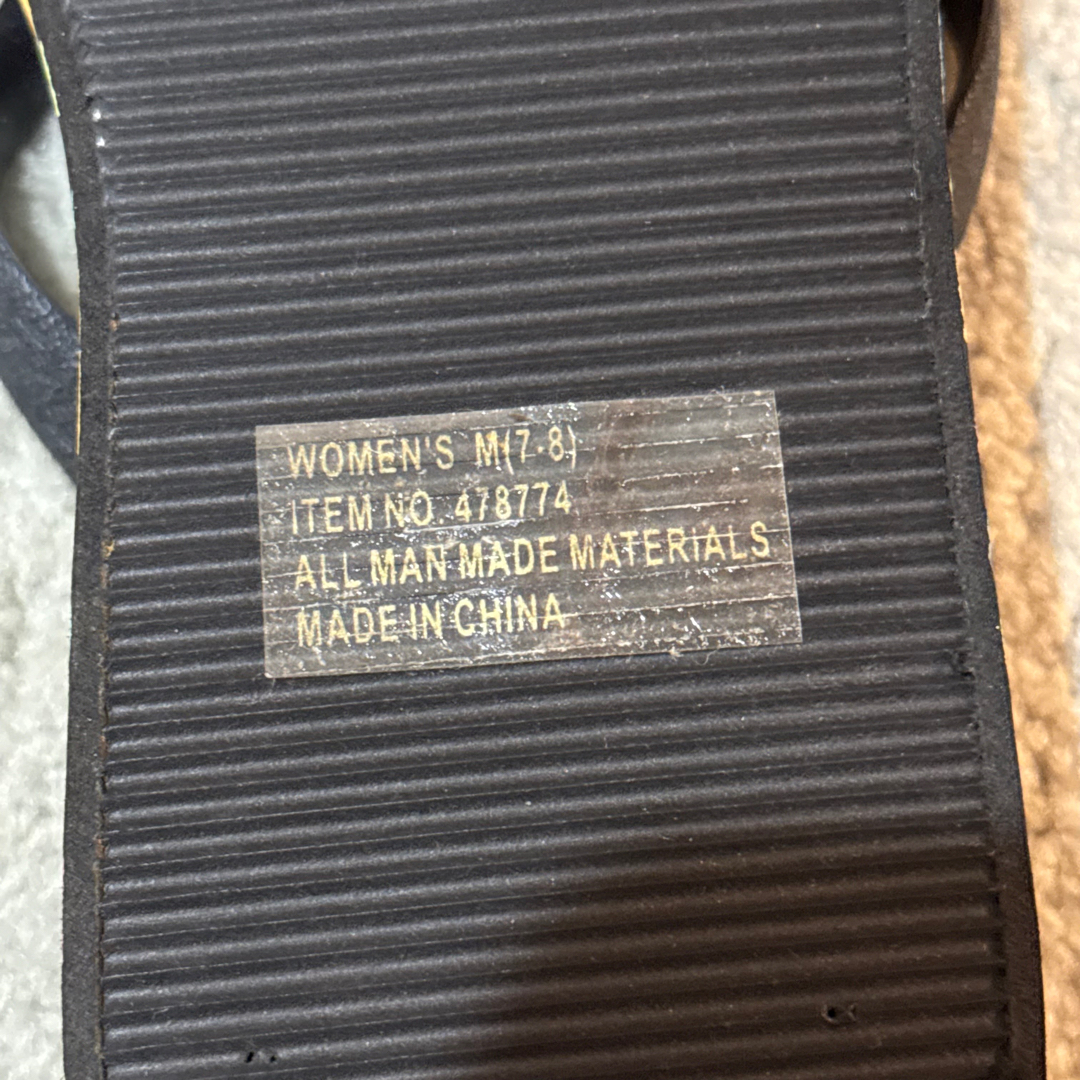 WOMEN'S M(7-8)
ITEM NO. 478774
ALL MAN MADE MATERIALS
MADE IN CHINA